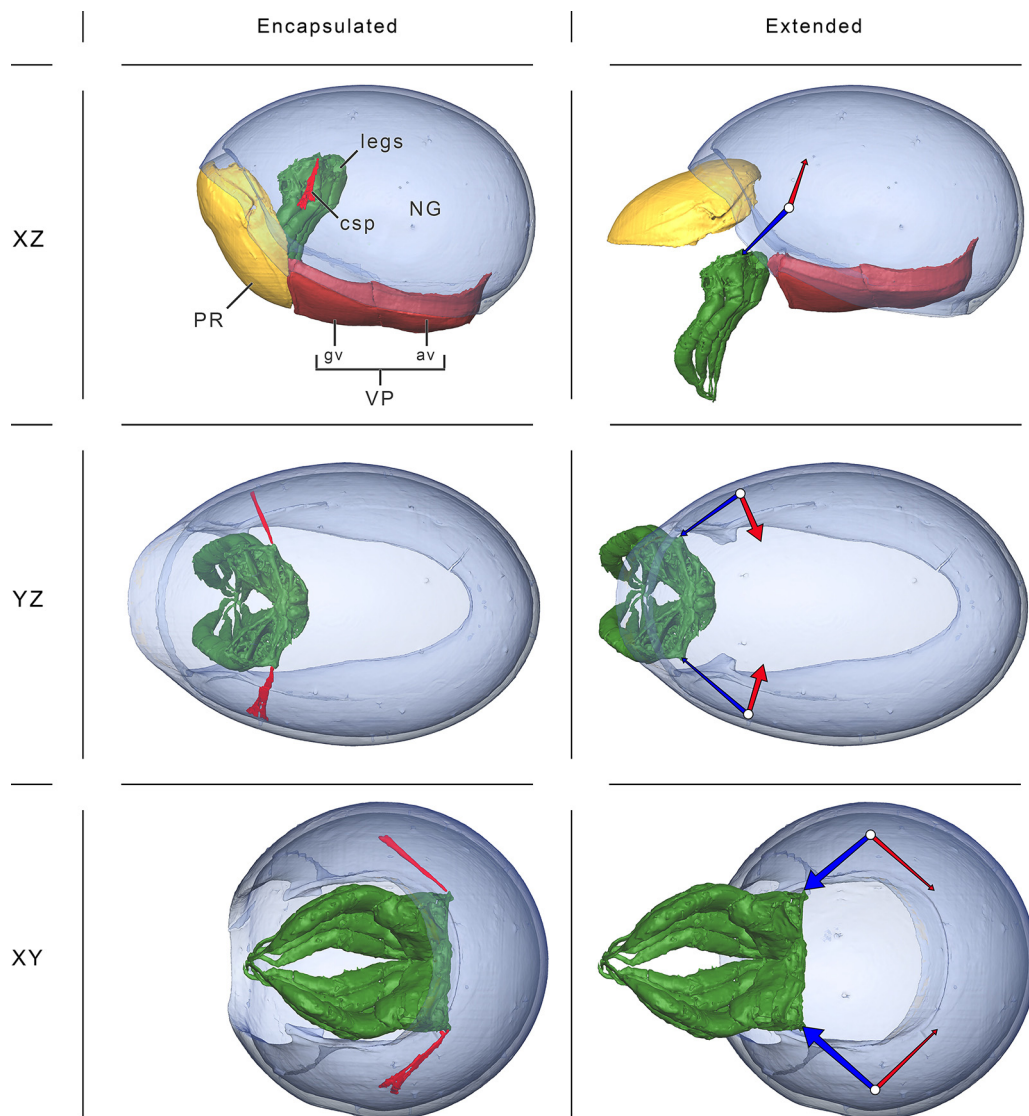 Encapsulated
Extended
XZ
legs
csp
NG
PR
gv
av
VP
YZ
XY